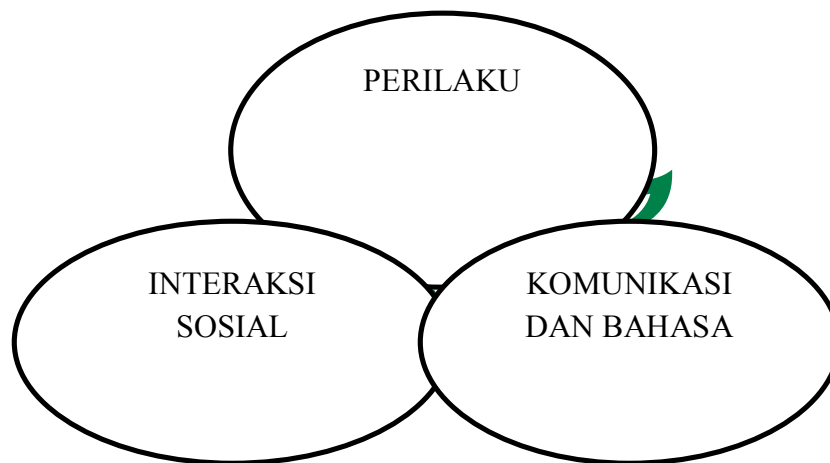 PERILAKU
INTERAKSI
SOSIAL
KOMUNIKASI
DAN BAHASA